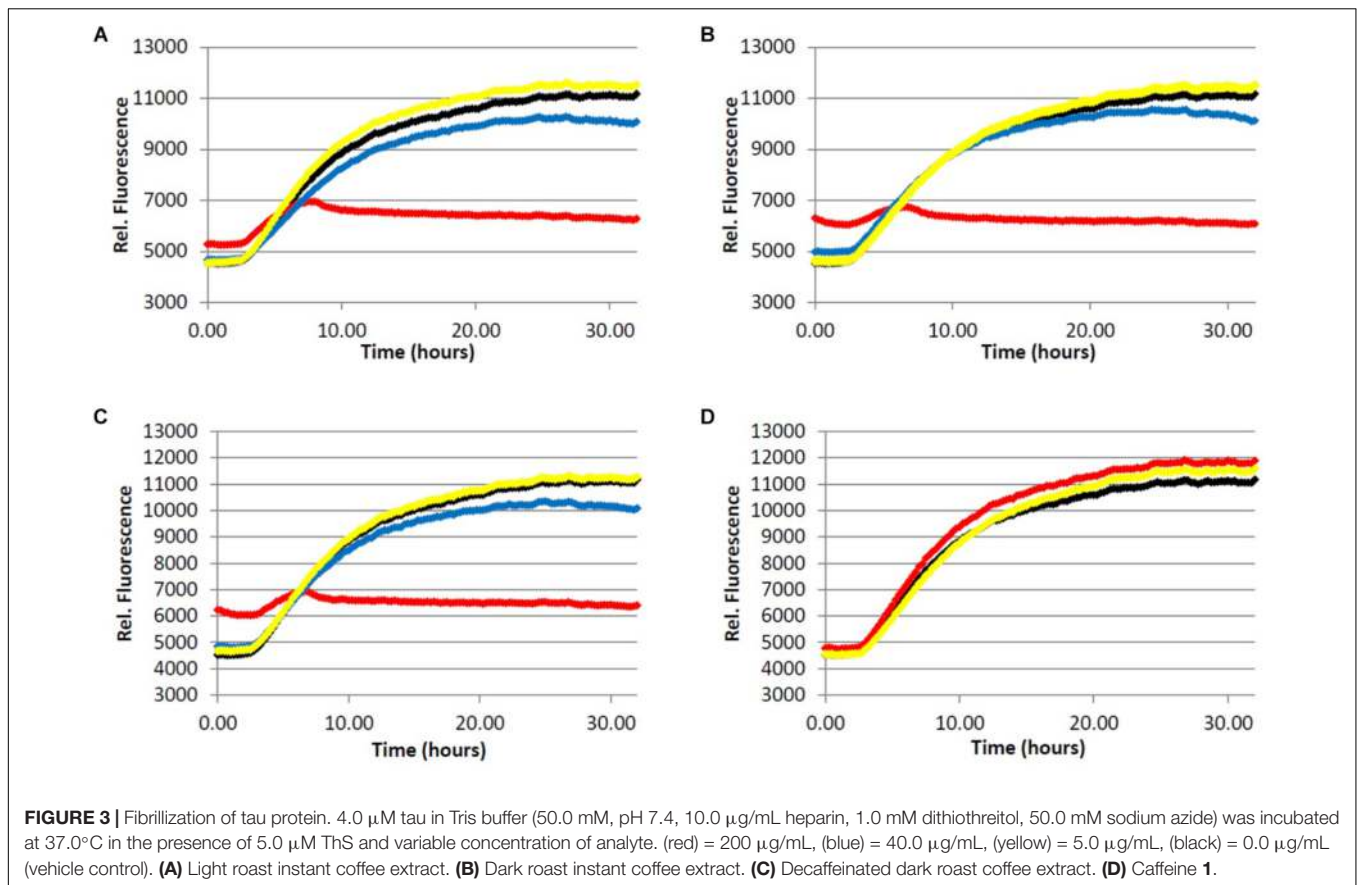 A
13000
11000
9000
7000
5000
3000
Rel. Fluorescence
0.00 10.00 20.00 30.00
Time (hours)
B
13000
11000
9000
7000
5000
3000
Rel. Fluorescence
0.00 10.00 20.00 30.00
Time (hours)
C
13000
12000
11000
10000
9000
8000
7000
6000
5000
4000
3000
Rel. Fluorescence
0.00 10.00 20.00 30.00
Time (hours)
D
13000
12000
11000
10000
9000
8000
7000
6000
5000
4000
3000
Rel. Fluorescence
0.00 10.00 20.00 30.00
Time (hours)
FIGURE 3 | Fibrillization of tau protein. 4.0 μM tau in Tris buffer (50.0 mM, pH 7.4, 10.0 μg/mL heparin, 1.0 mM dithiothreitol, 50.0 mM sodium azide) was incubated
at 37.0°C in the presence of 5.0 μM ThS and variable concentration of analyte. (red) = 200 μg/mL, (blue) = 40.0 μg/mL, (yellow) = 5.0 μg/mL, (black) = 0.0 μg/mL
(vehicle control). (A) Light roast instant coffee extract. (B) Dark roast instant coffee extract. (C) Decaffeinated dark roast coffee extract. (D) Caffeine 1.